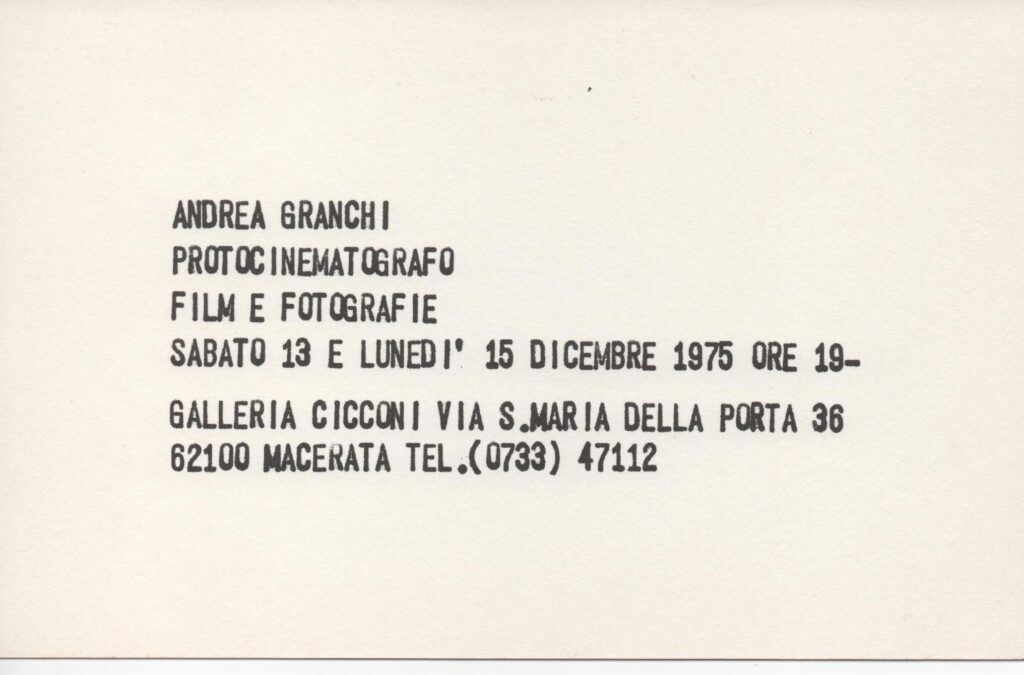 ANDREA GRANCHI
PROTOCINEMATOGRAFO
FILM E FOTOGRAFIE
SABATO 13 E LUNEDI' 15 DICEMBRE 1975 ORE 19-
GALLERIA CICCONI VIA S.MARIA DELLA PORTA 36
62100 MACERATA TEL.(0733) 47112